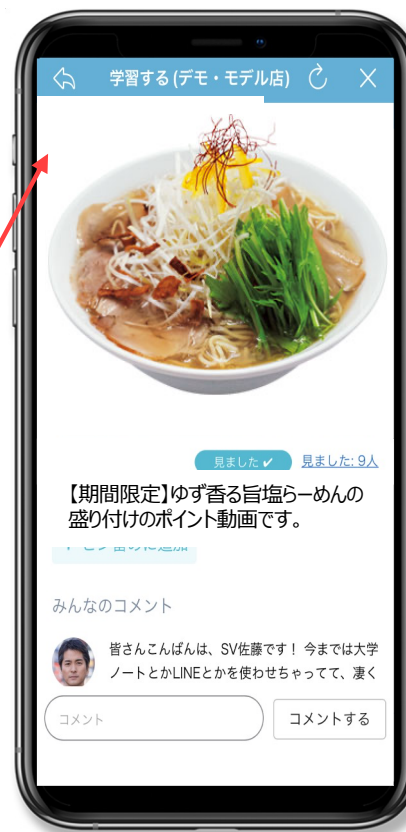 学習する (デモ・モデル店)
見ました ✔ 見ました: 9人
【期間限定】ゆず香る旨塩らーめんの
盛り付けのポイント動画です。
みんなのコメント
皆さんこんばんは、SV佐藤です！ 今までは大学
ノートとかLINEとかを使わせちゃってて、凄く
コメント コメントする